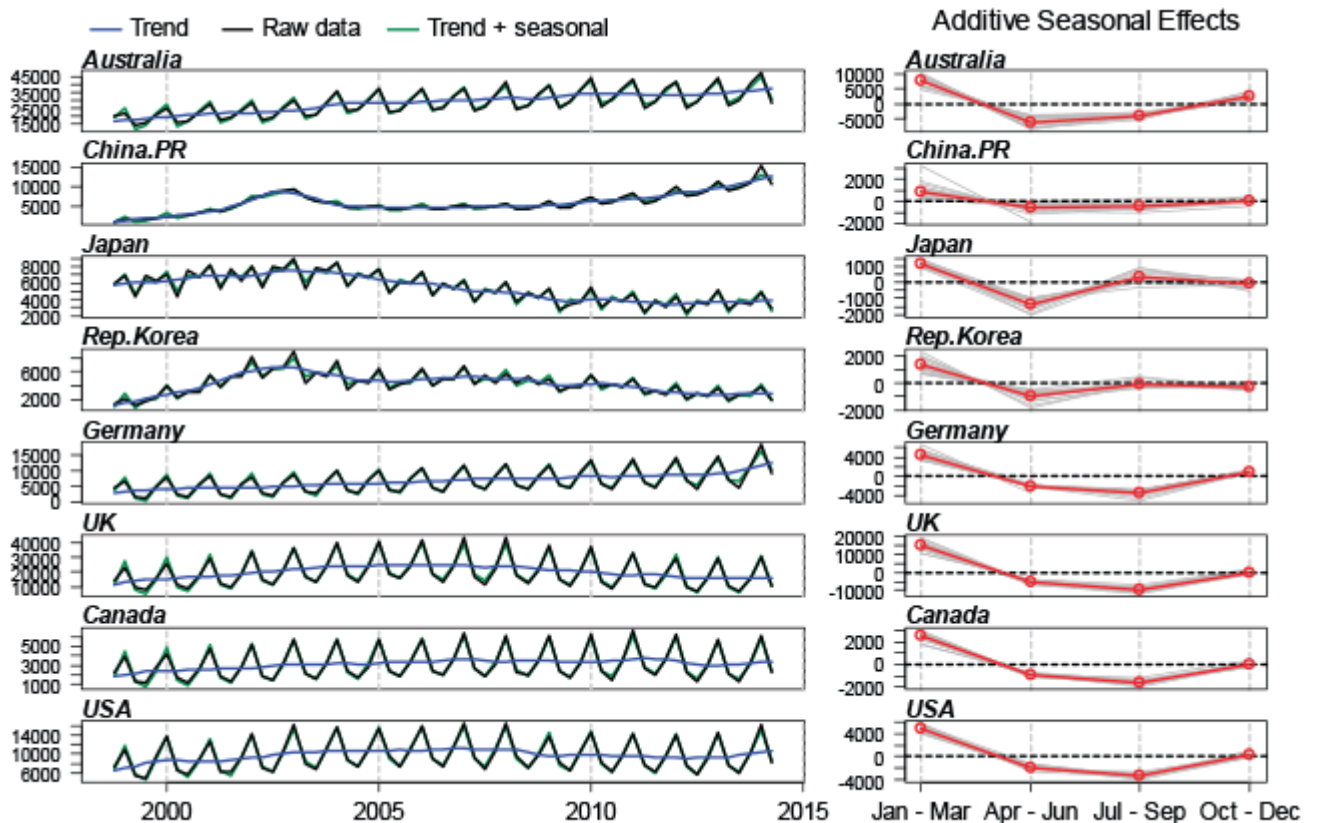 Trend Raw data Trend + seasonal
Additive Seasonal Effects
Australia
45000
35000
25000
15000
Australia
10000
5000
0
-5000
China.PR
15000
10000
5000
China.PR
2000
0
-2000
Japan
8000
6000
4000
2000
Japan
1000
0
-1000
-2000
Rep.Korea
6000
2000
Rep.Korea
2000
0
-2000
Germany
15000
10000
5000
0
Germany
4000
0
-4000
UK
40000
30000
20000
10000
UK
20000
10000
0
-10000
Canada
5000
3000
1000
Canada
2000
0
-2000
USA
14000
10000
6000
USA
4000
0
-4000
2000 2005 2010 2015
Jan - Mar Apr - Jun Jul - Sep Oct - Dec